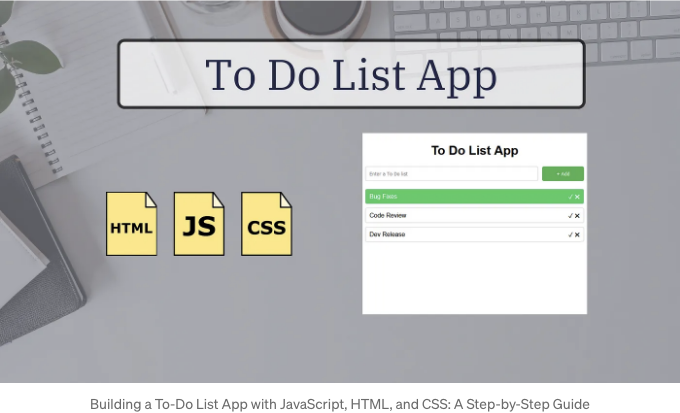 To Do List App
To Do List App
Enter a To do list
+ Add
Bug Fixes
✓ ✕
Code Review
✓ ✕
Dev Release
✓ ✕
HTML
JS
CSS
Building a To-Do List App with JavaScript, HTML, and CSS: A Step-by-Step Guide